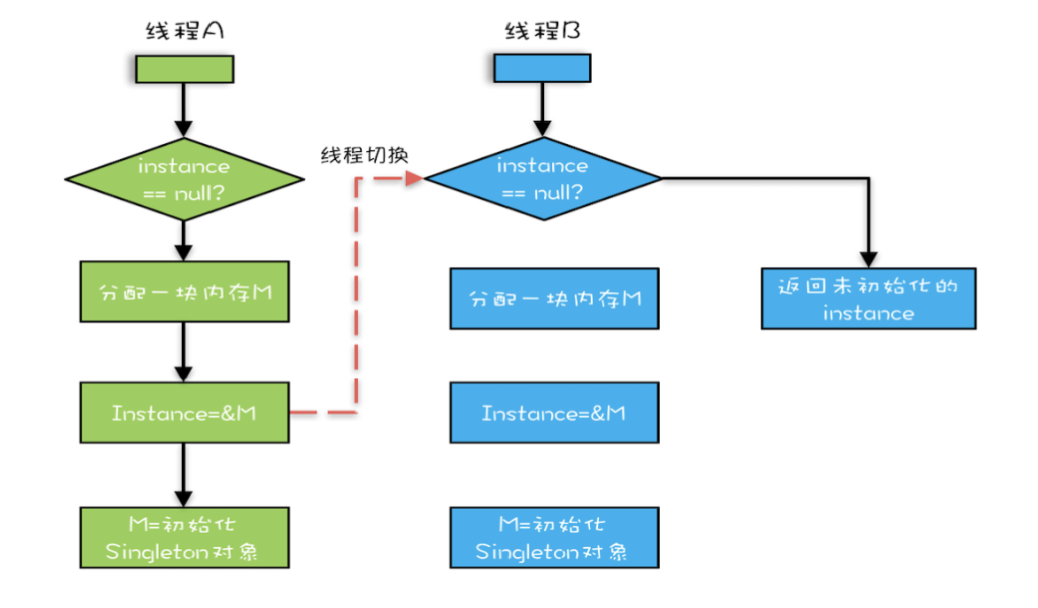 线程A
线程B
instance
== null?
线程切换
instance
== null?
分配一块内存M
分配一块内存M
返回未初始化的
instance
Instance=&M
Instance=&M
M=初始化
Singleton对象
M=初始化
Singleton对象